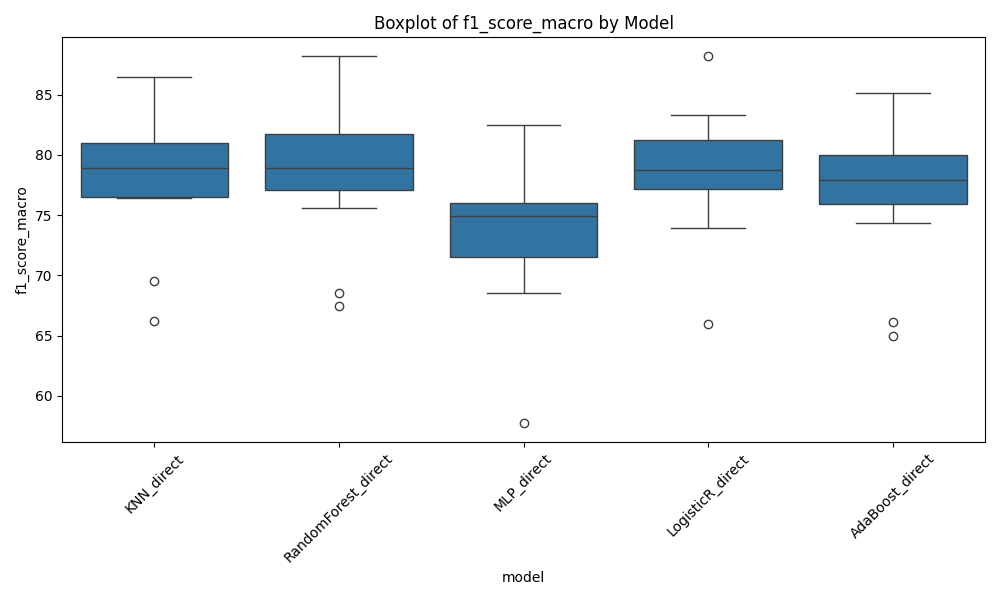 Boxplot of f1_score_macro by Model
f1_score_macro
85
80
75
70
65
60
KNN_direct
RandomForest_direct
MLP_direct
LogisticR_direct
AdaBoost_direct
model